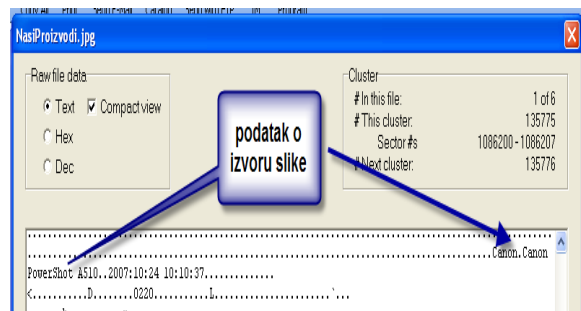 NasiProizvodi.jpg
Raw file data
Text
Compact view
Hex
Dec
podatak o
izvoru slike
Cluster
# In this file: 1 of 6
# This cluster: 135775
Sector #s 1086200 - 1086207
# Next cluster: 135776
Canon.Canon
PowerShot A510..2007:10:24 10:10:37.............
<............D........0220...........L.......................`...